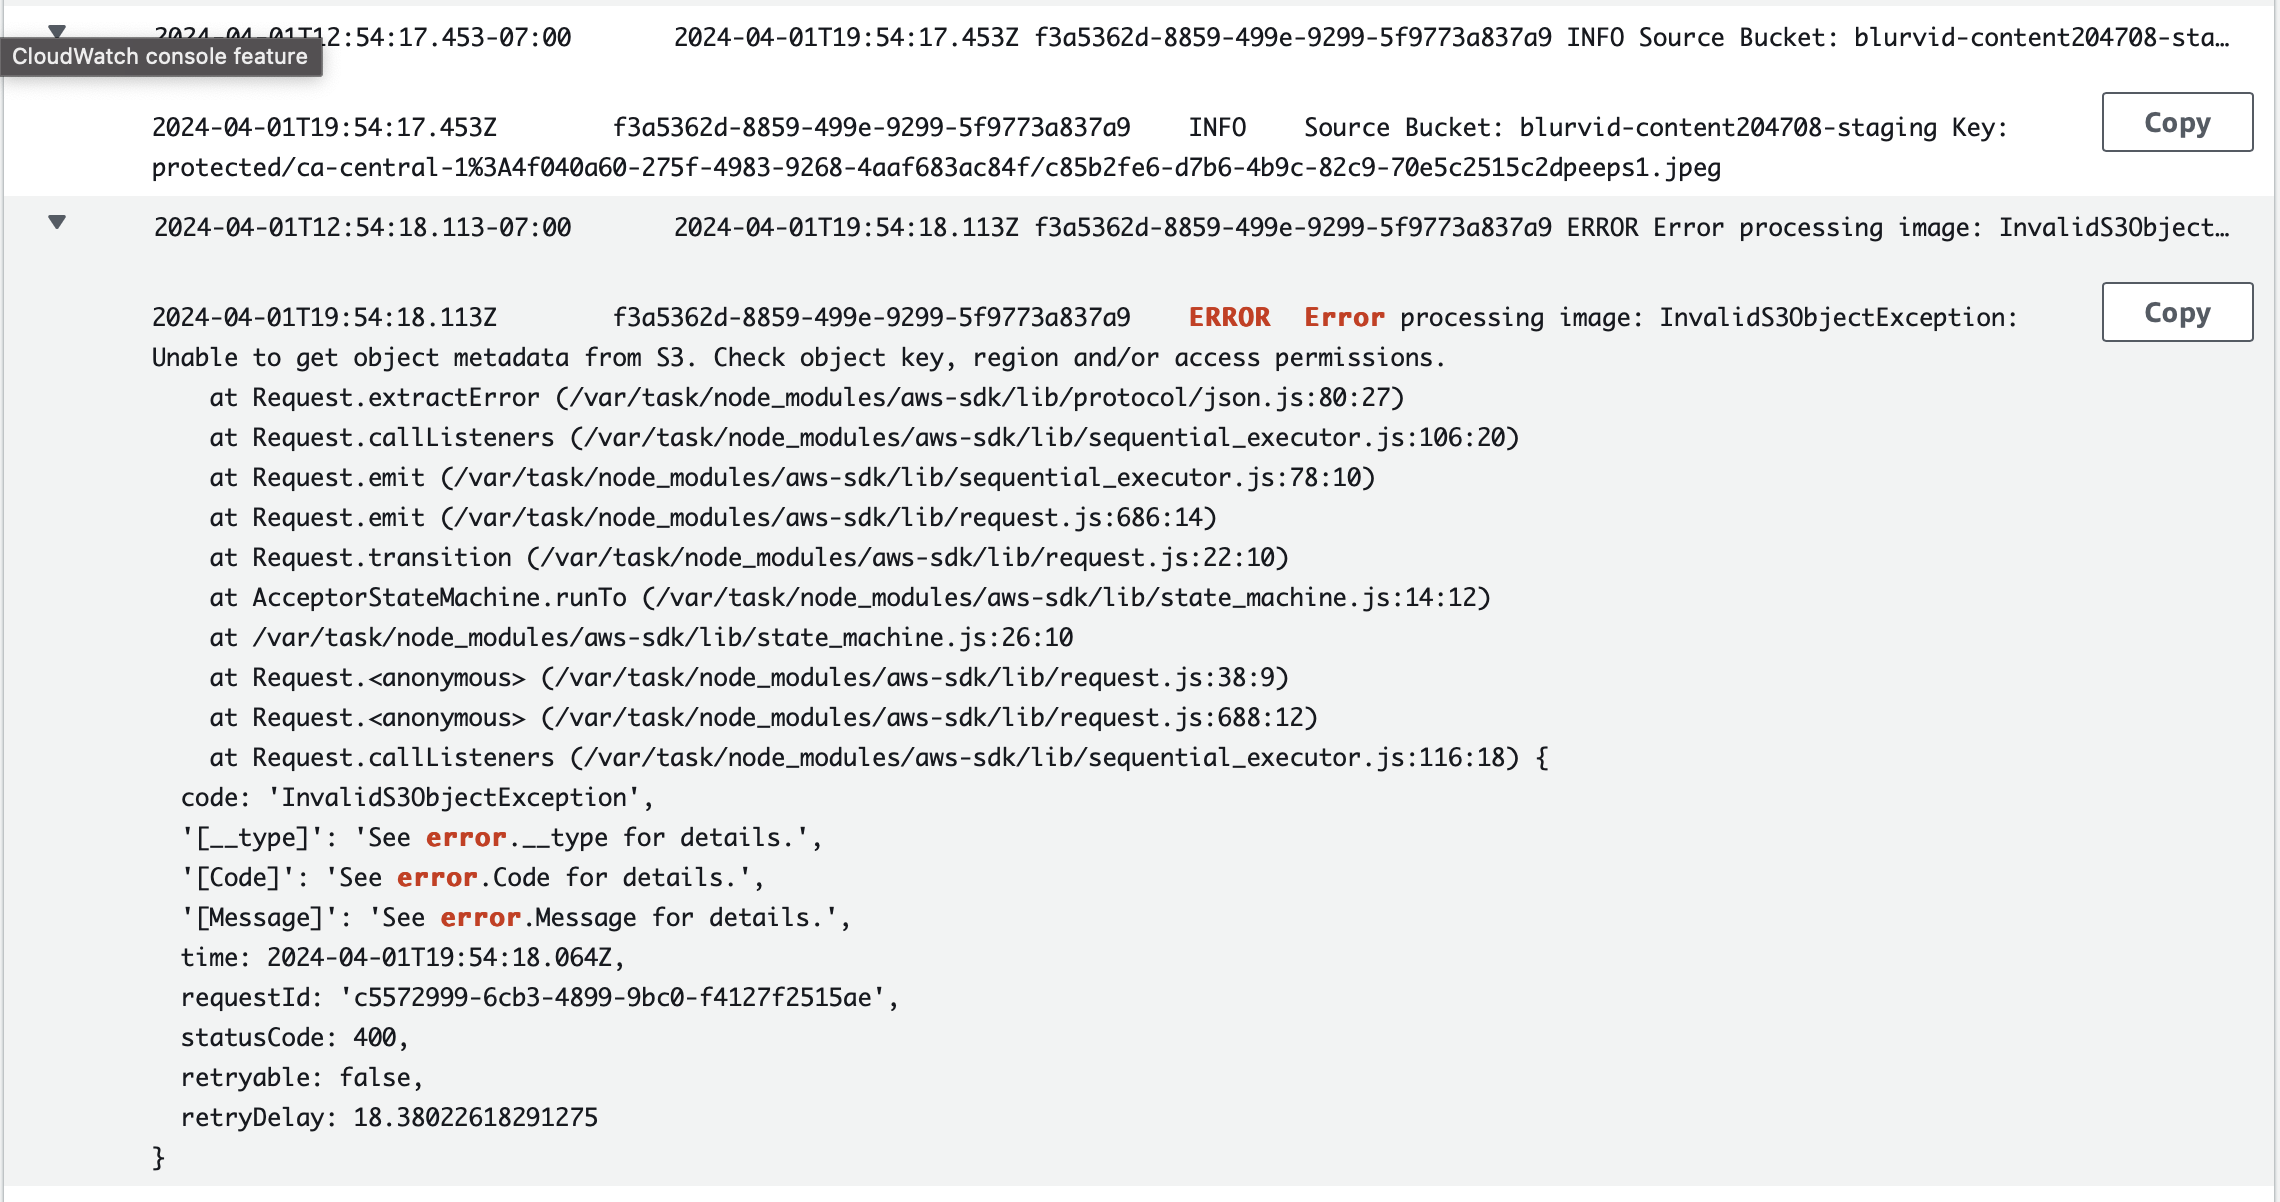 2024-04-01T12:54:17.453-07:00 2024-04-01T19:54:17.453Z f3a5362d-8859-499e-9299-5f9773a837a9 INFO Source Bucket: blurvid-content204708-sta…
CloudWatch console feature
Copy
2024-04-01T19:54:17.453Z f3a5362d-8859-499e-9299-5f9773a837a9 INFO Source Bucket: blurvid-content204708-staging Key:
protected/ca-central-1%3A4f040a60-275f-4983-9268-4aaf683ac84f/c85b2fe6-d7b6-4b9c-82c9-70e5c2515c2dpeeps1.jpeg
2024-04-01T12:54:18.113-07:00 2024-04-01T19:54:18.113Z f3a5362d-8859-499e-9299-5f9773a837a9 ERROR Error processing image: InvalidS3Object…
Copy
2024-04-01T19:54:18.113Z f3a5362d-8859-499e-9299-5f9773a837a9 ERROR Error processing image: InvalidS3ObjectException:
Unable to get object metadata from S3. Check object key, region and/or access permissions.
at Request.extractError (/var/task/node_modules/aws-sdk/lib/protocol/json.js:80:27)
at Request.callListeners (/var/task/node_modules/aws-sdk/lib/sequential_executor.js:106:20)
at Request.emit (/var/task/node_modules/aws-sdk/lib/sequential_executor.js:78:10)
at Request.emit (/var/task/node_modules/aws-sdk/lib/request.js:686:14)
at Request.transition (/var/task/node_modules/aws-sdk/lib/request.js:22:10)
at AcceptorStateMachine.runTo (/var/task/node_modules/aws-sdk/lib/state_machine.js:14:12)
at /var/task/node_modules/aws-sdk/lib/state_machine.js:26:10
at Request.<anonymous> (/var/task/node_modules/aws-sdk/lib/request.js:38:9)
at Request.<anonymous> (/var/task/node_modules/aws-sdk/lib/request.js:688:12)
at Request.callListeners (/var/task/node_modules/aws-sdk/lib/sequential_executor.js:116:18) {
code: 'InvalidS3ObjectException',
'[__type]': 'See error.__type for details.',
'[Code]': 'See error.Code for details.',
'[Message]': 'See error.Message for details.',
time: 2024-04-01T19:54:18.064Z,
requestId: 'c5572999-6cb3-4899-9bc0-f4127f2515ae',
statusCode: 400,
retryable: false,
retryDelay: 18.38022618291275
}